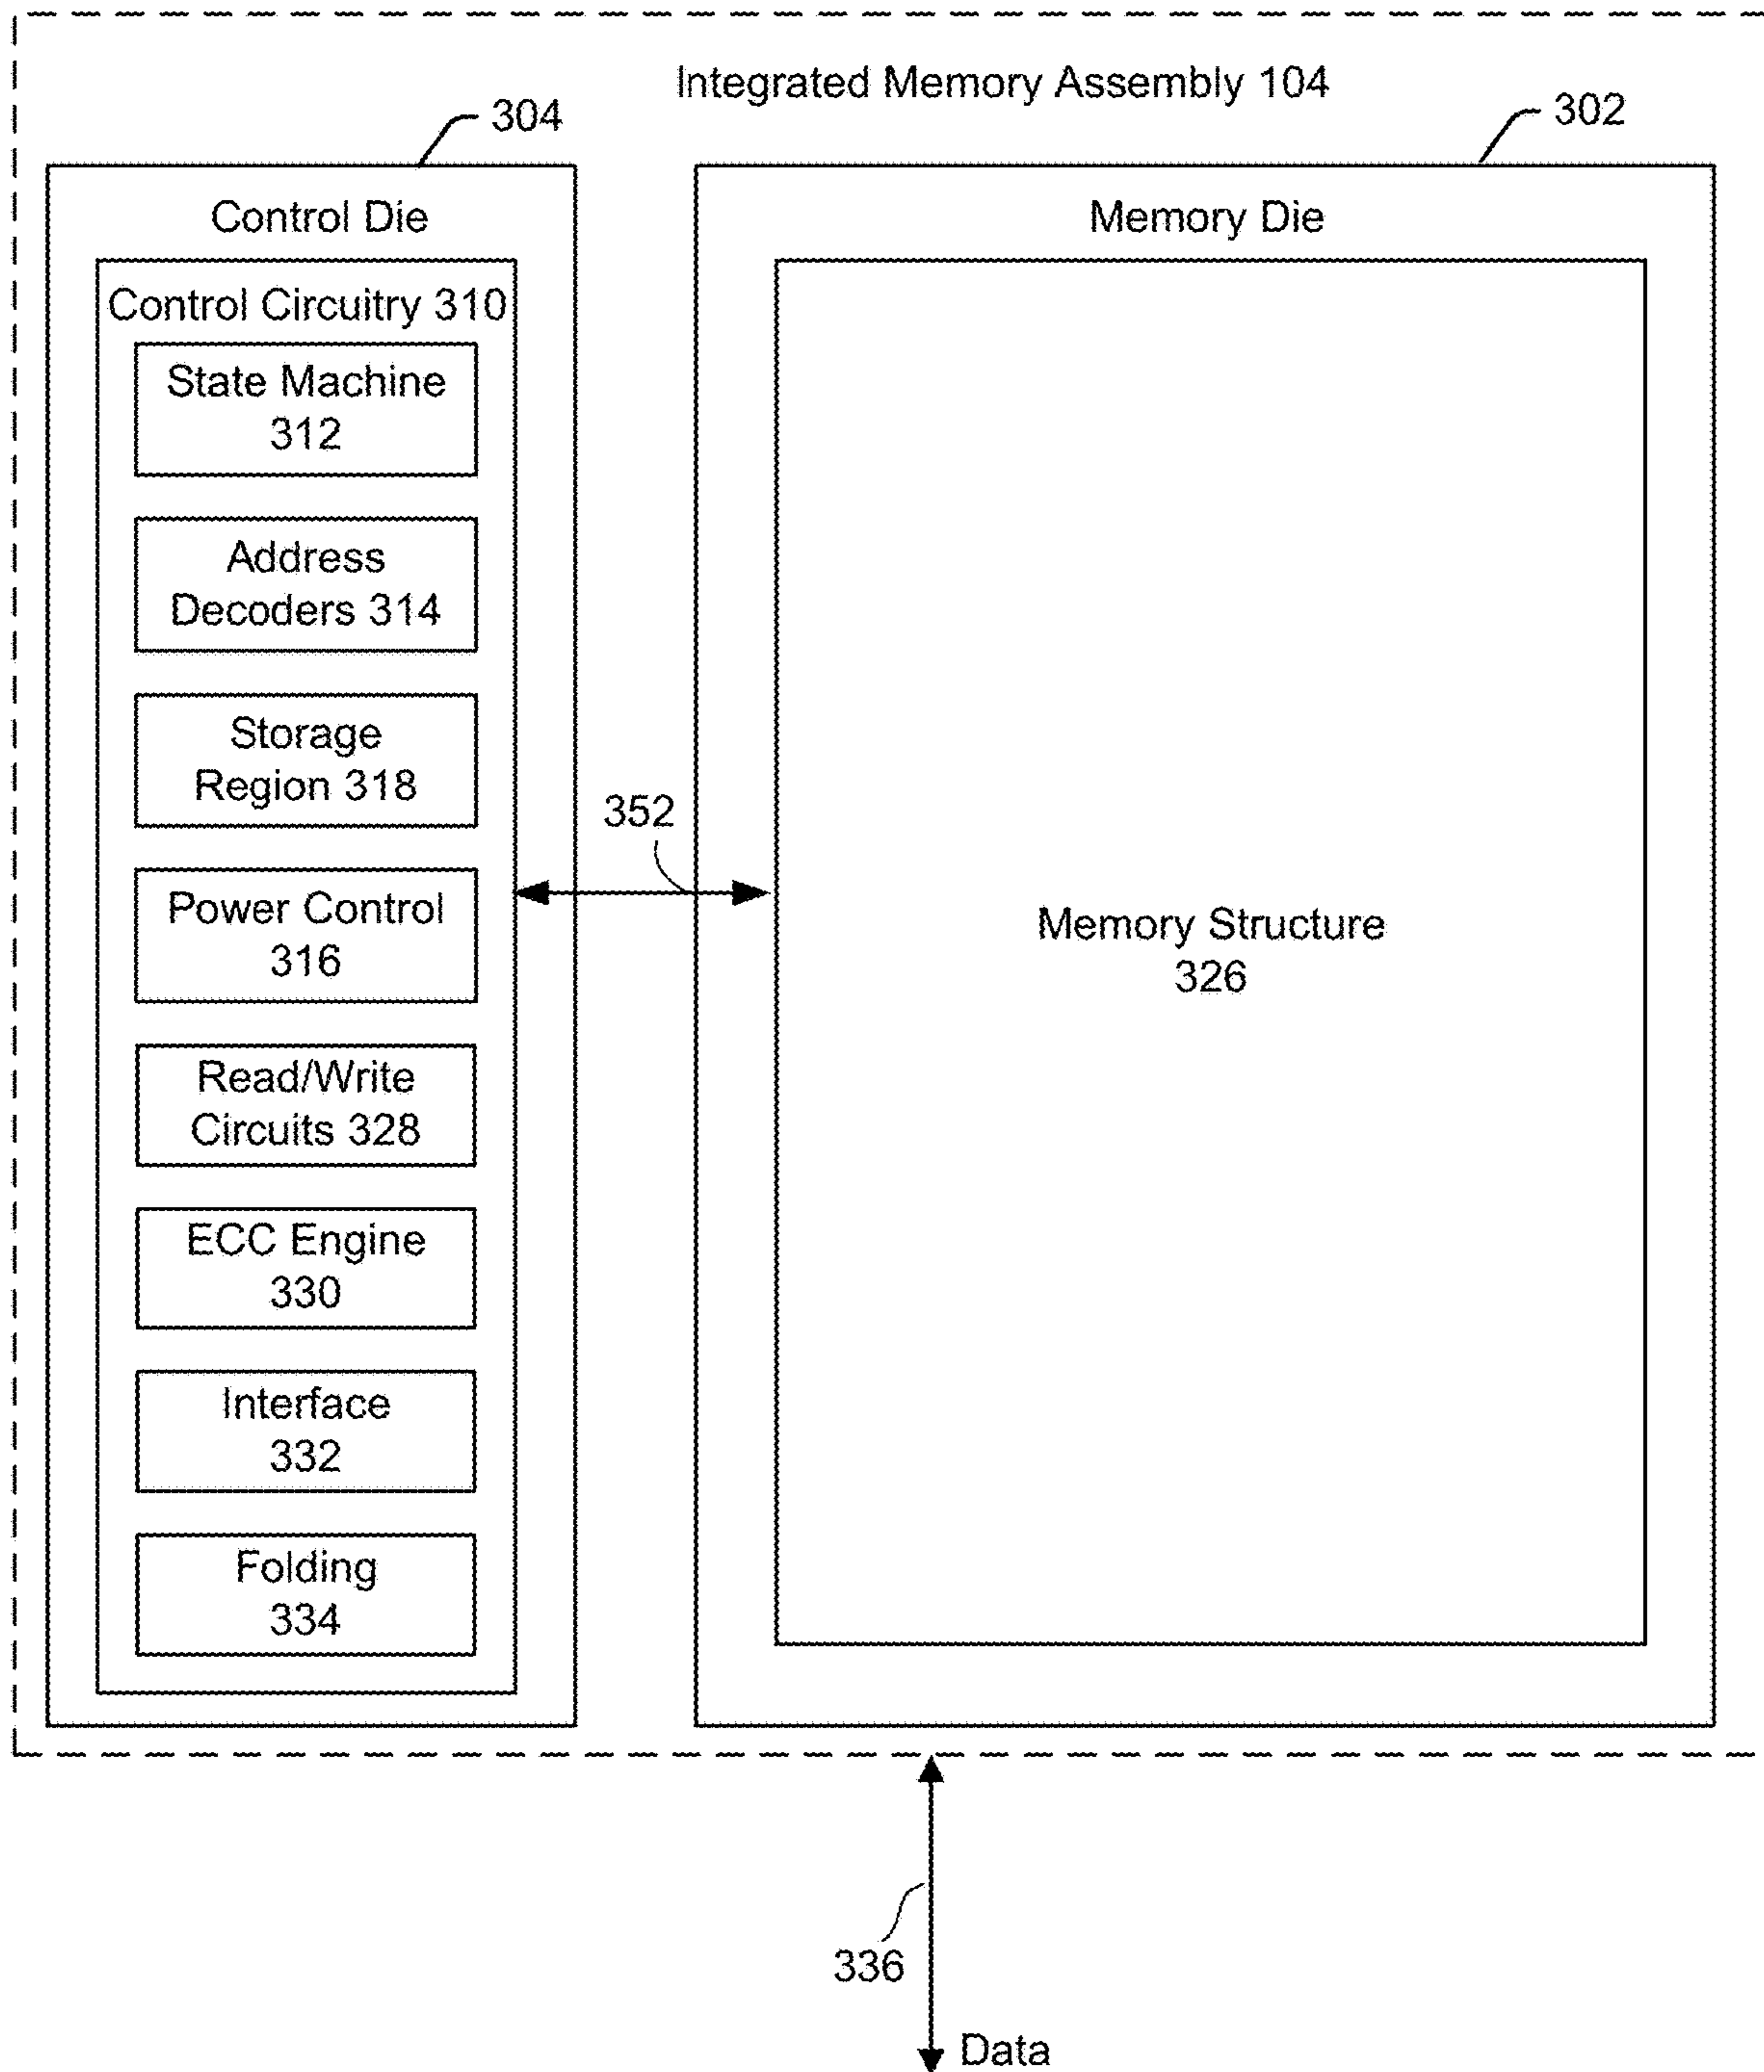 Integrated Memory Assembly 104
304
302
Control Die
Control Circuitry 310
State Machine
312
Address
Decoders 314
Storage
Region 318
Power Control
316
Read/Write
Circuits 328
ECC Engine
330
Interface
332
Folding
334
352
Memory Die
Memory Structure
326
336
Data